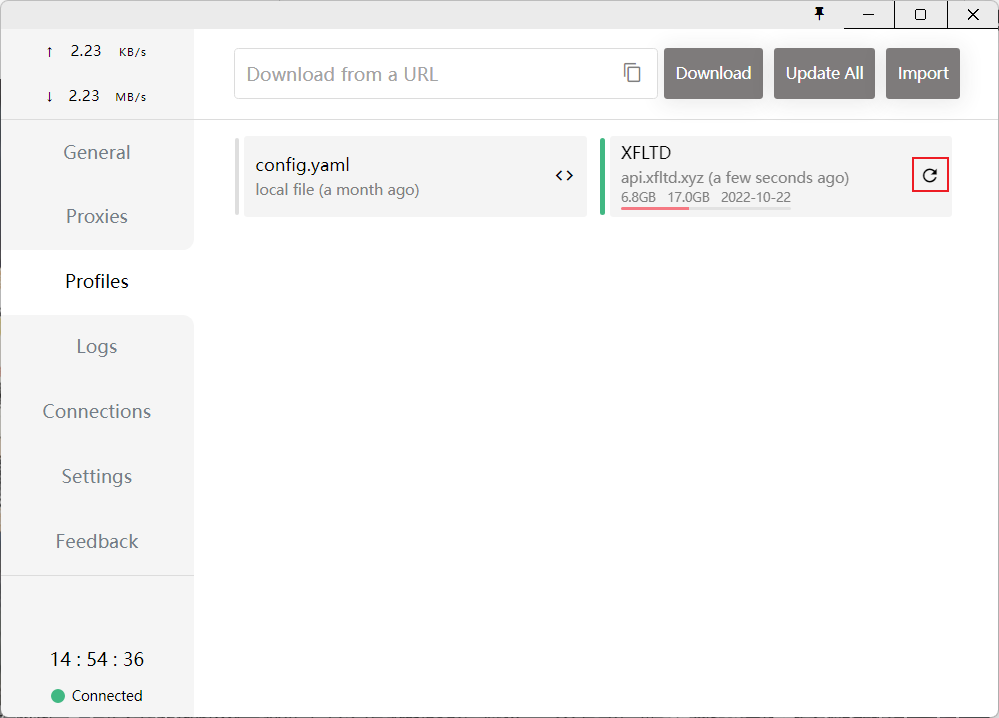 ↑ 2.23 KB/s
↓ 2.23 MB/s
General
Proxies
Profiles
Logs
Connections
Settings
Feedback
14 : 54 : 36
Connected
Download from a URL
Download
Update All
Import
config.yaml
local file (a month ago)
XFLTD
api.xfltd.xyz (a few seconds ago)
6.8GB 17.0GB 2022-10-22